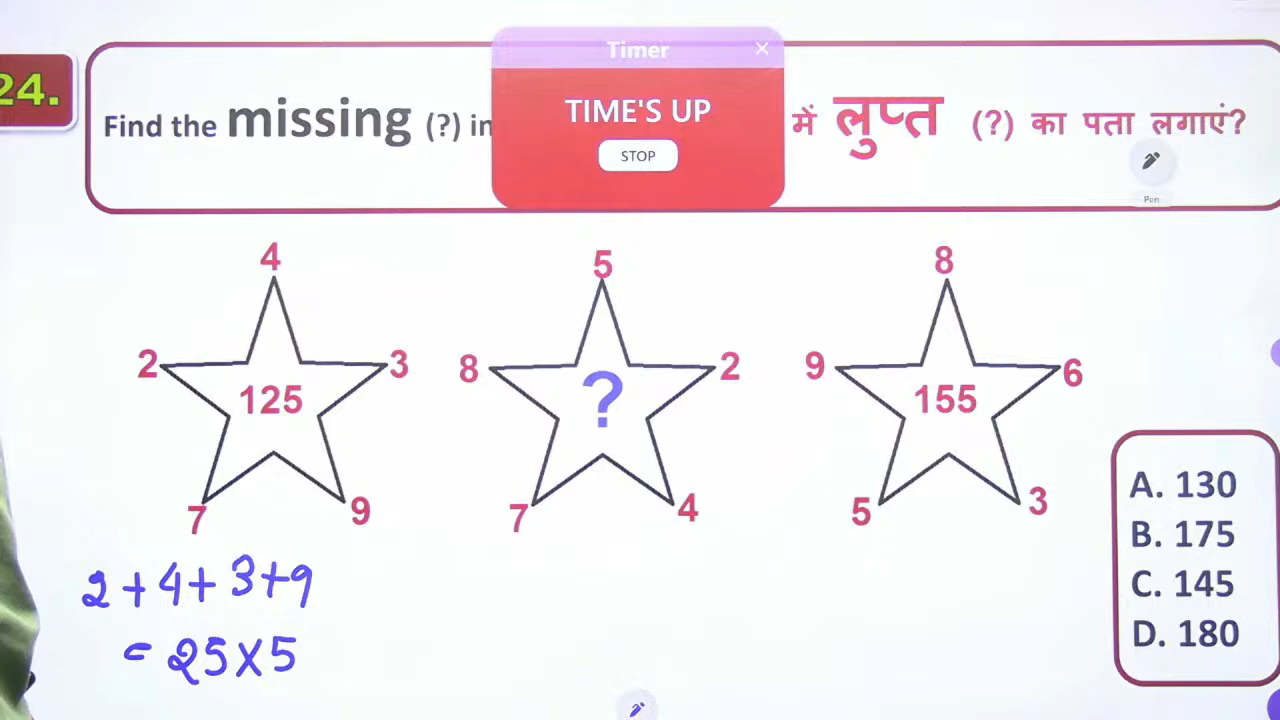 24.
Timer
TIME'S UP
STOP
Find the missing (?) in
में लुप्त (?) का पता लगाएं?
Pen
4
2
3
125
7
9
5
8
2
?
7
4
8
9
6
155
5
3
A. 130
B. 175
C. 145
D. 180
2+4+3+9
= 25×5